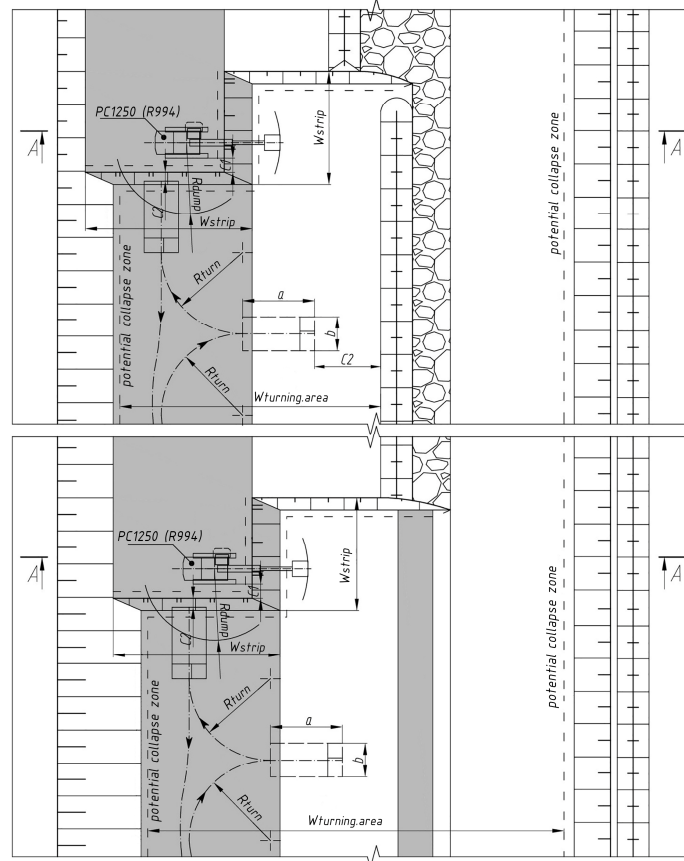 PC1250 (R994)
Wstrip
A
A
C1
potential collapse zone
C2
Rdump
Wstrip
potential collapse zone
Rturn
a
b
C2
Rturn
Wturning.area
PC1250 (R994)
Wstrip
A
A
C1
potential collapse zone
C2
Rdump
Wstrip
potential collapse zone
Rturn
a
b
Rturn
Wturning.area